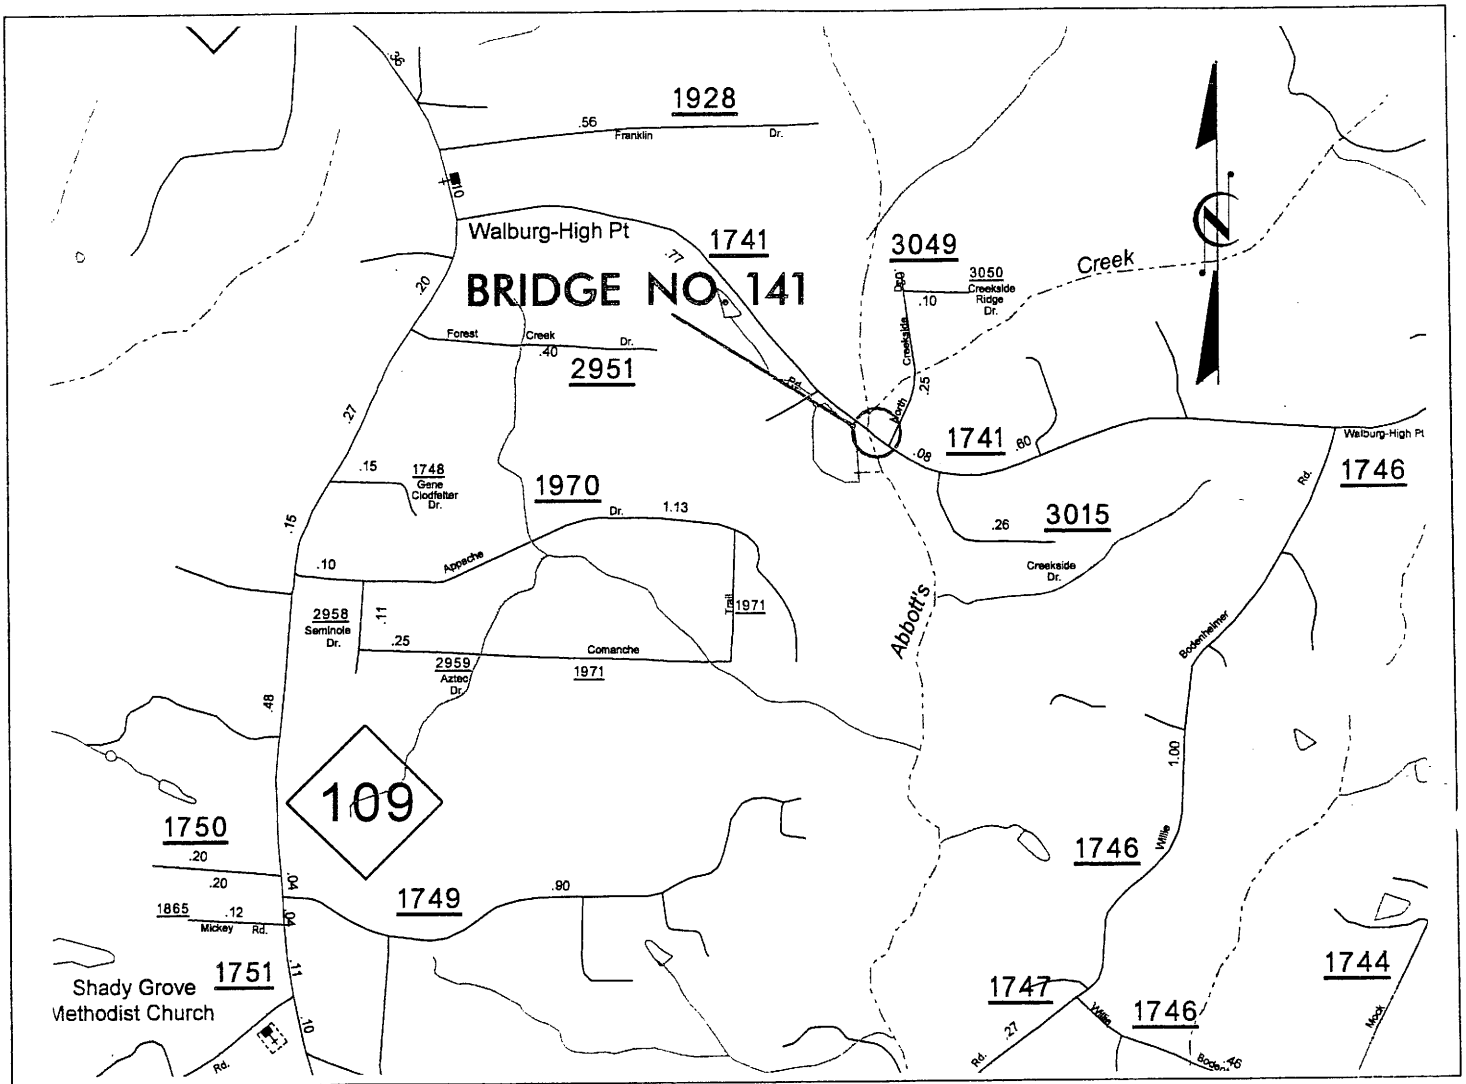 .36
1928
.56
Franklin Dr.
.10
Walburg-High Pt
1741
.77
3049
3050
Creekside
Ridge
Dr.
.10
Creek
N
BRIDGE NO. 141
.20
Forest Creek Dr.
.40
2951
Rd.
Creekside
North
.25
.27
1741
.08
.60
Walburg-High Pt
Rd.
1746
.15
1748
Gene
Clodfelter
Dr.
1970
Dr. 1.13
.15
.26
3015
.10
Appache
Creekside
Dr.
2958
Seminole
Dr.
.11
.25
Trail
1971
Abbott's
Bodenheimer
2959
Aztec
Dr.
Comanche
1971
.48
1.00
109
1750
.20
.20
.04
1746
Willie
1749
.90
1865
.12
.04
Mickey Rd.
1751
.11
Shady Grove
Methodist Church
.10
Rd.
1747
.27
Rd.
Willie
1746
.46
1744
Mock